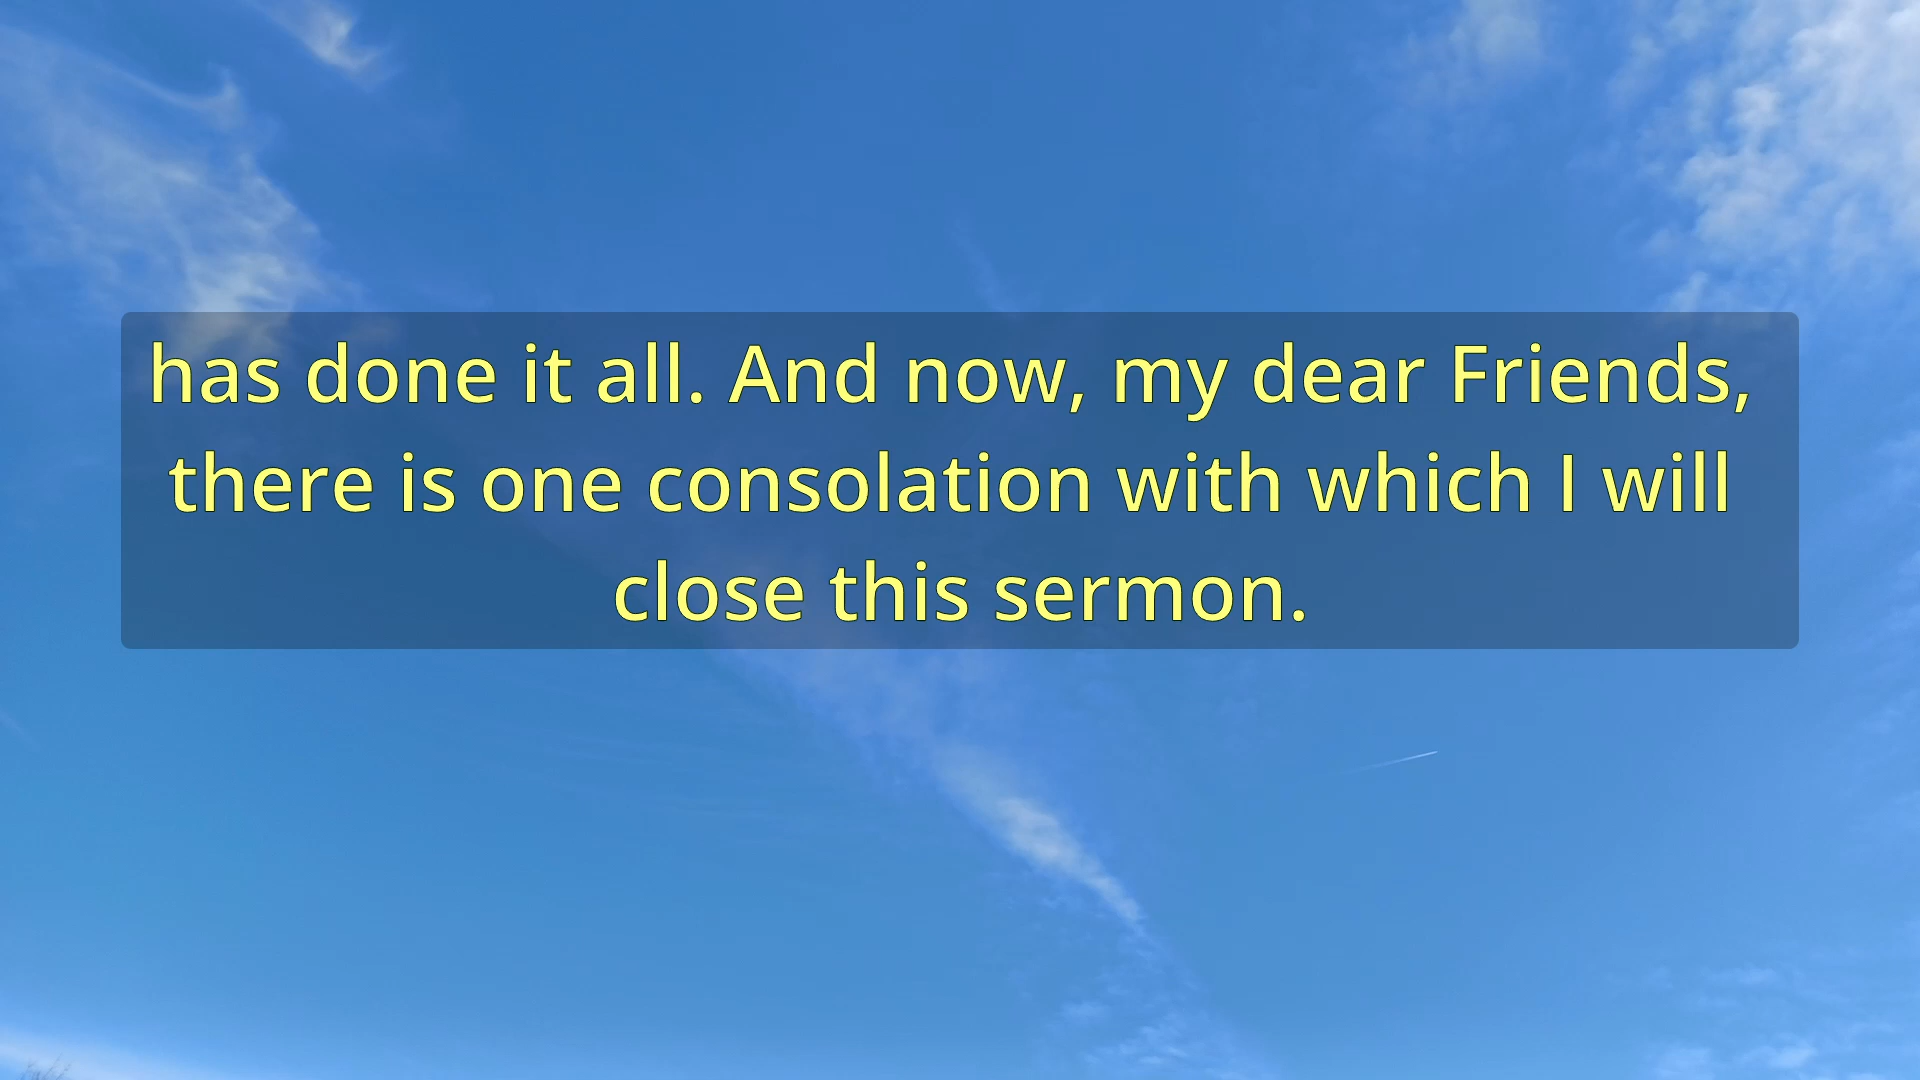 has done it all. And now, my dear Friends,
there is one consolation with which I will
close this sermon.